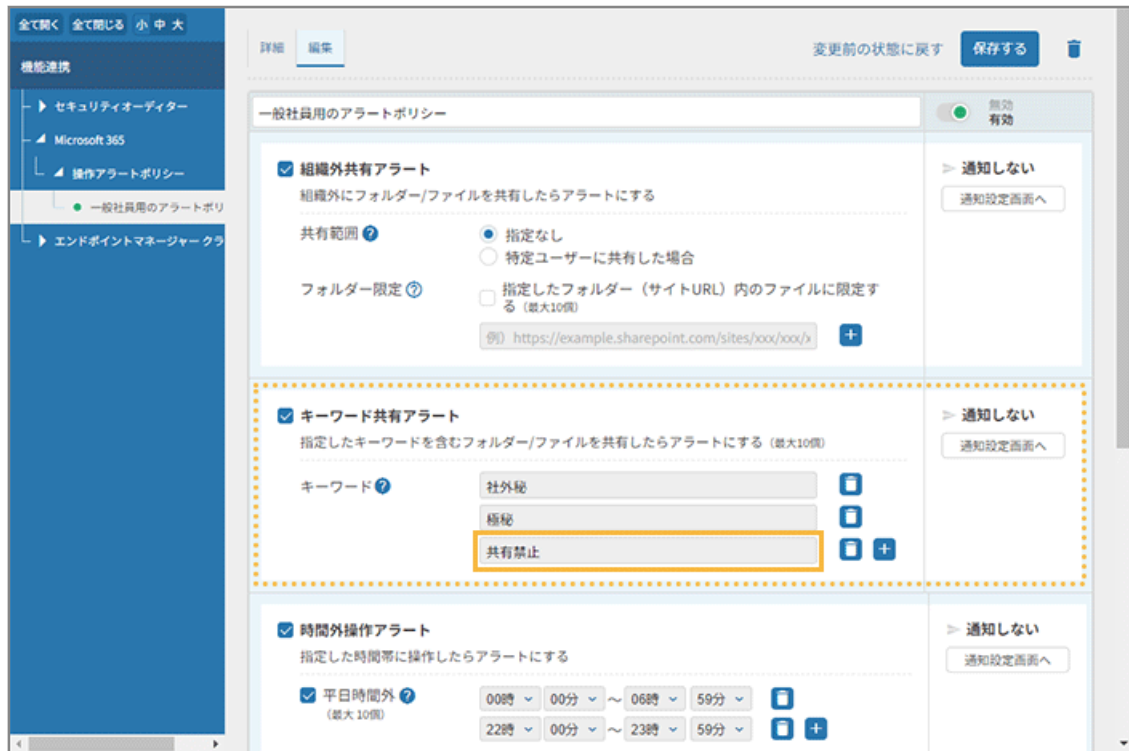 全て開く 全て閉じる 小 中 大
機能連携
セキュリティオーディター
Microsoft 365
操作アラートポリシー
一般社員用のアラートポリ
エンドポイントマネージャー クラ
詳細 編集 変更前の状態に戻す 保存する
一般社員用のアラートポリシー
無効
有効
組織外共有アラート
組織外にフォルダー/ファイルを共有したらアラートにする
通知しない
通知設定画面へ
共有範囲 ?
指定なし
特定ユーザーに共有した場合
フォルダー限定 ?
指定したフォルダー（サイトURL）内のファイルに限定す
る（最大10個）
例）https://example.sharepoint.com/sites/xxx/xxx/x
キーワード共有アラート
指定したキーワードを含むフォルダー/ファイルを共有したらアラートにする（最大10個）
通知しない
通知設定画面へ
キーワード ?
社外秘
極秘
共有禁止
時間外操作アラート
指定した時間帯に操作したらアラートにする
通知しない
通知設定画面へ
平日時間外 ?
（最大 10個）
00時 00分 ～ 06時 59分
22時 00分 ～ 23時 59分